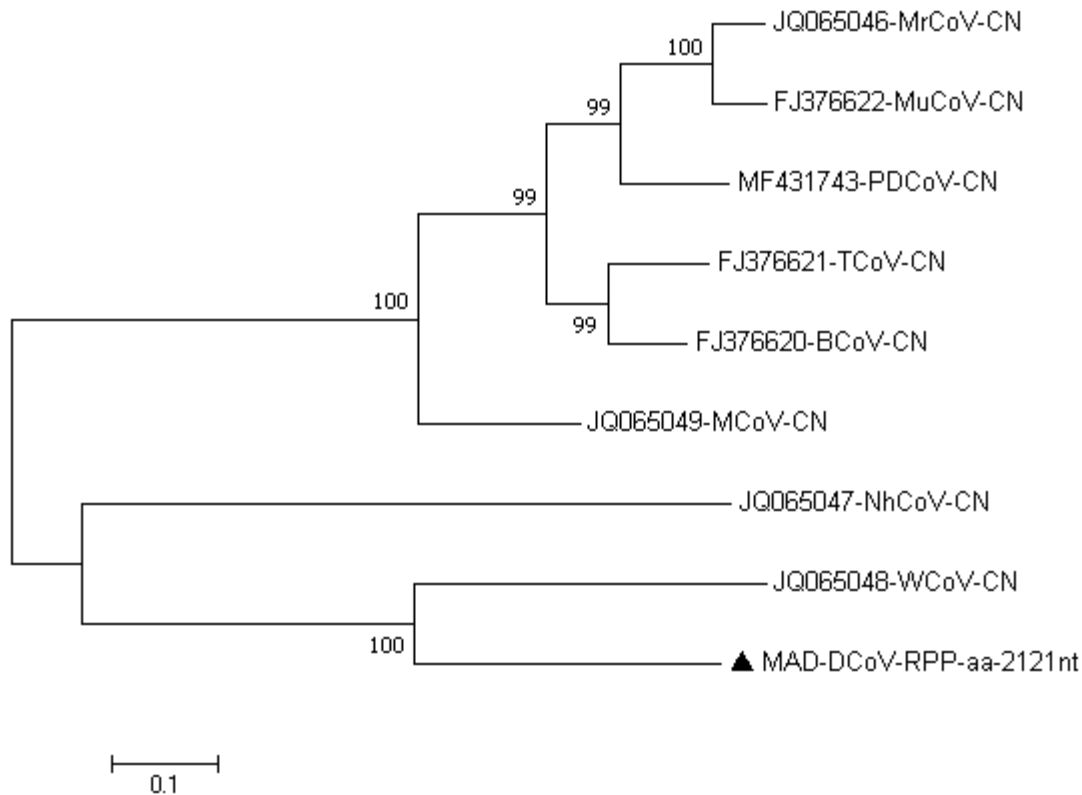 JQ065046-MrCoV-CN
100
FJ376622-MuCoV-CN
99
MF431743-PDCoV-CN
99
FJ376621-TCoV-CN
100
99
FJ376620-BCoV-CN
JQ065049-MCoV-CN
JQ065047-NhCoV-CN
JQ065048-WCoV-CN
100
MAD-DCoV-RPP-aa-2121nt
0.1